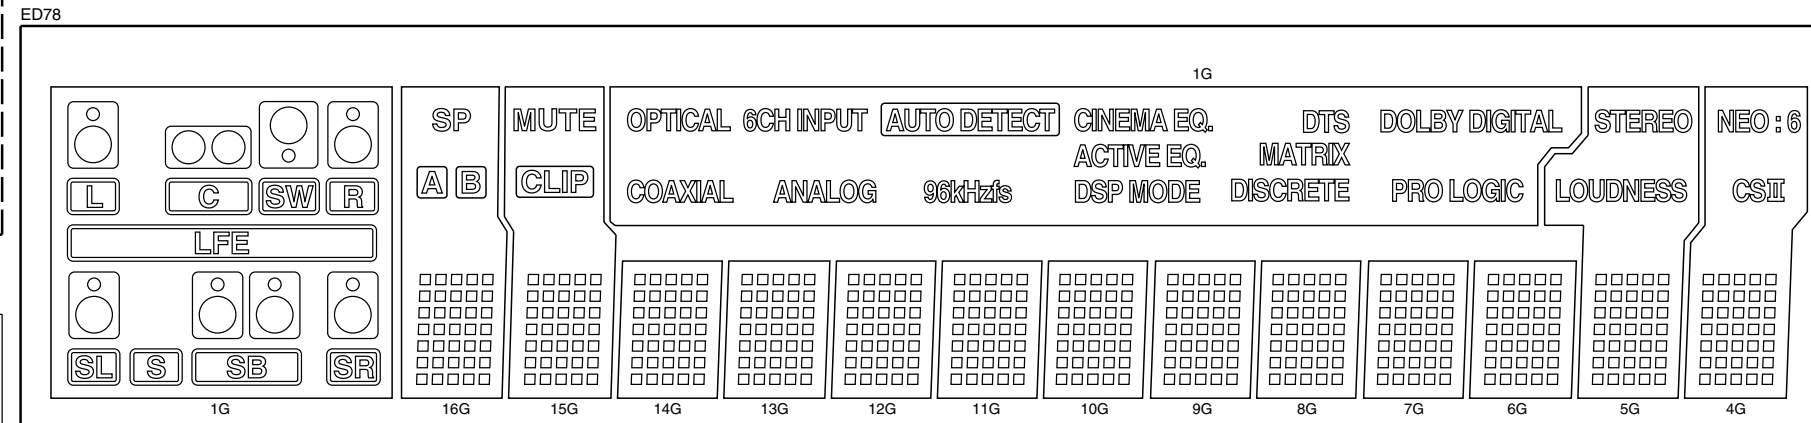 ED78
1G
SP MUTE OPTICAL 6CH INPUT AUTO DETECT CINEMA EQ. DTS DOLBY DIGITAL STEREO NEO : 6
ACTIVE EQ. MATRIX
L C SW R A B CLIP COAXIAL ANALOG 96kHzfs DSP MODE DISCRETE PRO LOGIC LOUDNESS CSII
LFE
SL S SB SR
1G 16G 15G 14G 13G 12G 11G 10G 9G 8G 7G 6G 5G 4G